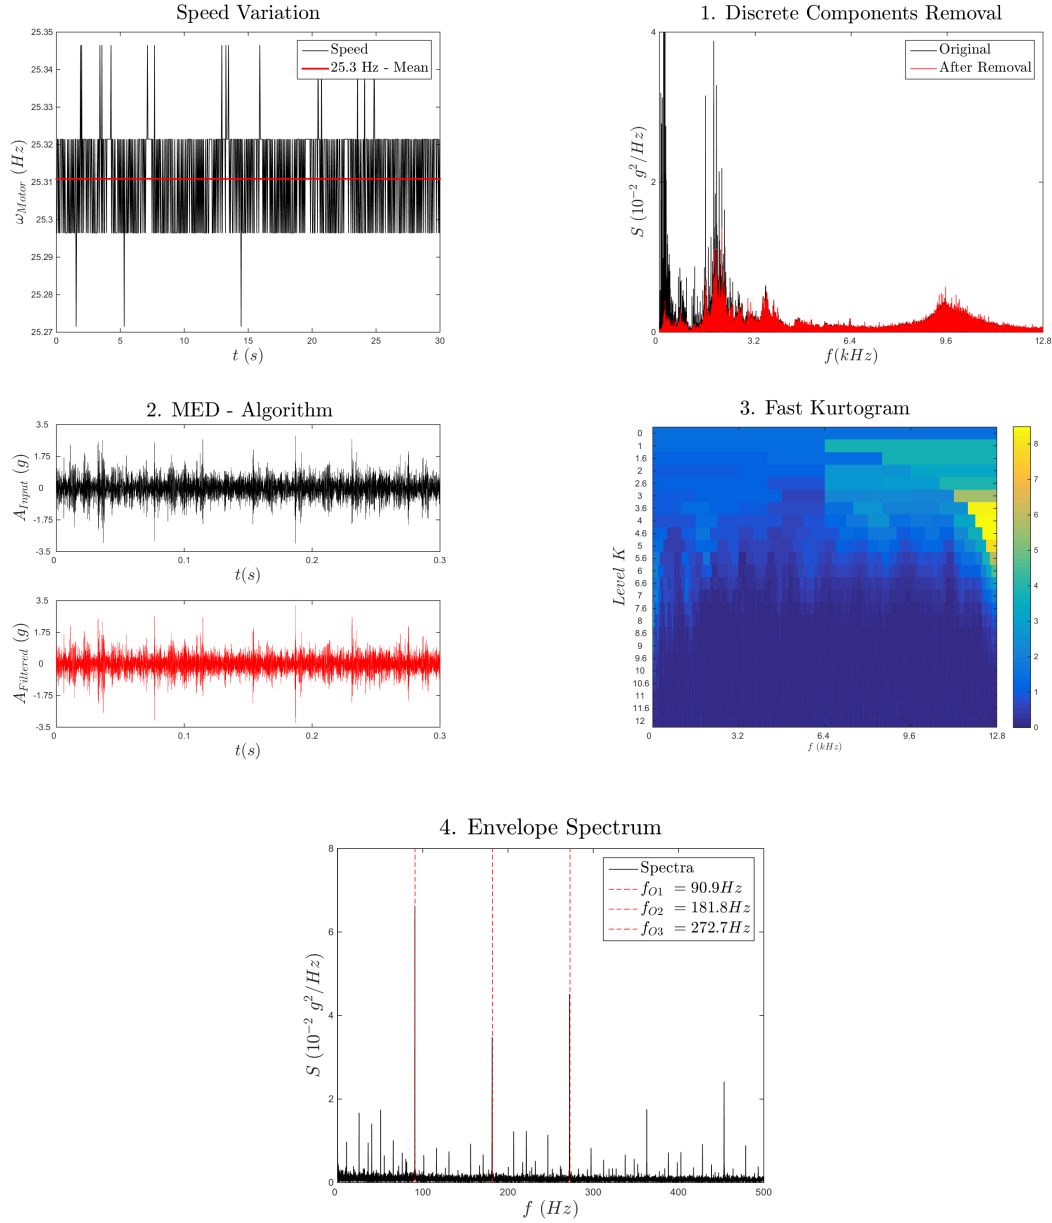 Speed Variation
25.35
25.34
25.33
25.32
25.31
25.3
25.29
25.28
25.27
0 5 10 15 20 25 30
ω_Motor (Hz)
t (s)
Speed
25.3 Hz - Mean
1. Discrete Components Removal
4
2
0
0 3.2 6.4 9.6 12.8
S (10⁻² g²/Hz)
f(kHz)
Original
After Removal
2. MED - Algorithm
3.5
1.75
0
-1.75
-3.5
0 0.1 0.2 0.3
A_Input (g)
t(s)
3.5
1.75
0
-1.75
-3.5
0 0.1 0.2 0.3
A_Filtered (g)
t(s)
3. Fast Kurtogram
0
1
1.6
2
2.6
3
3.6
4
4.6
5
5.6
6
6.6
7
7.6
8
8.6
9
9.6
10
10.6
11
11.6
12
0 3.2 6.4 9.6 12.8
Level K
f (kHz)
8
7
6
5
4
3
2
1
0
4. Envelope Spectrum
8
6
4
2
0
0 100 200 300 400 500
S (10⁻² g²/Hz)
f (Hz)
Spectra
f_O1 = 90.9Hz
f_O2 = 181.8Hz
f_O3 = 272.7Hz